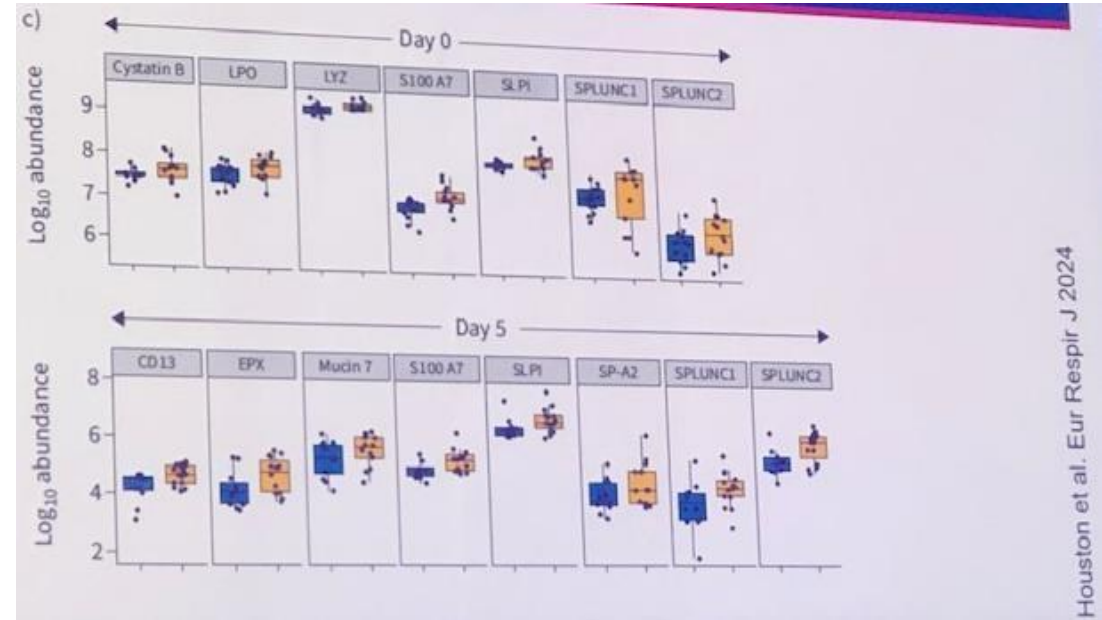 c)
Day 0
Cystatin B LPO LYZ S100 A7 SLPI SPLUNC1 SPLUNC2
Log10 abundance
9
8
7
6
Day 5
CD13 EPX Mucin 7 S100 A7 SLPI SP-A2 SPLUNC1 SPLUNC2
Log10 abundance
8
6
4
2
Houston et al. Eur Respir J 2024